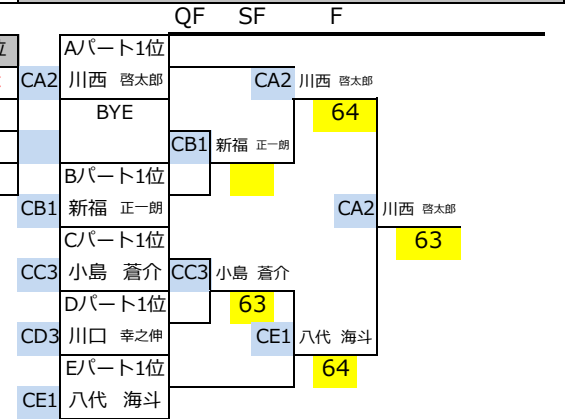 QF SF F
位 Aパート1位
CA2 川西 啓太郎 CA2 川西 啓太郎
BYE 64
CB1 新福 正一朗
Bパート1位
CB1 新福 正一朗 CA2 川西 啓太郎
Cパート1位 63
CC3 小島 蒼介 CC3 小島 蒼介
Dパート1位 63
CD3 川口 幸之伸 CE1 八代 海斗
Eパート1位 64
CE1 八代 海斗